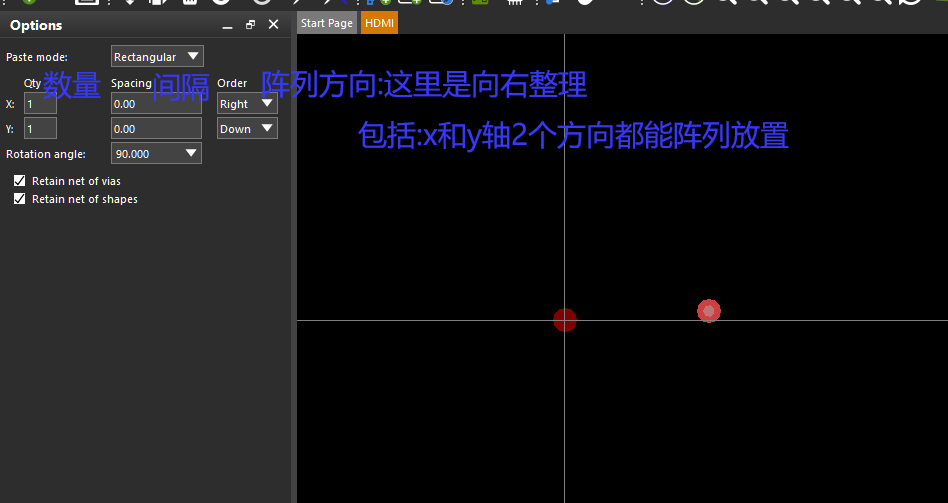 Options
Start Page HDMI
Paste mode: Rectangular
Qty Spacing Order
数量 间隔 阵列方向:这里是向右整理
X: 1 0.00 Right
Y: 1 0.00 Down
包括:x和y轴2个方向都能阵列放置
Rotation angle: 90.000
Retain net of vias
Retain net of shapes